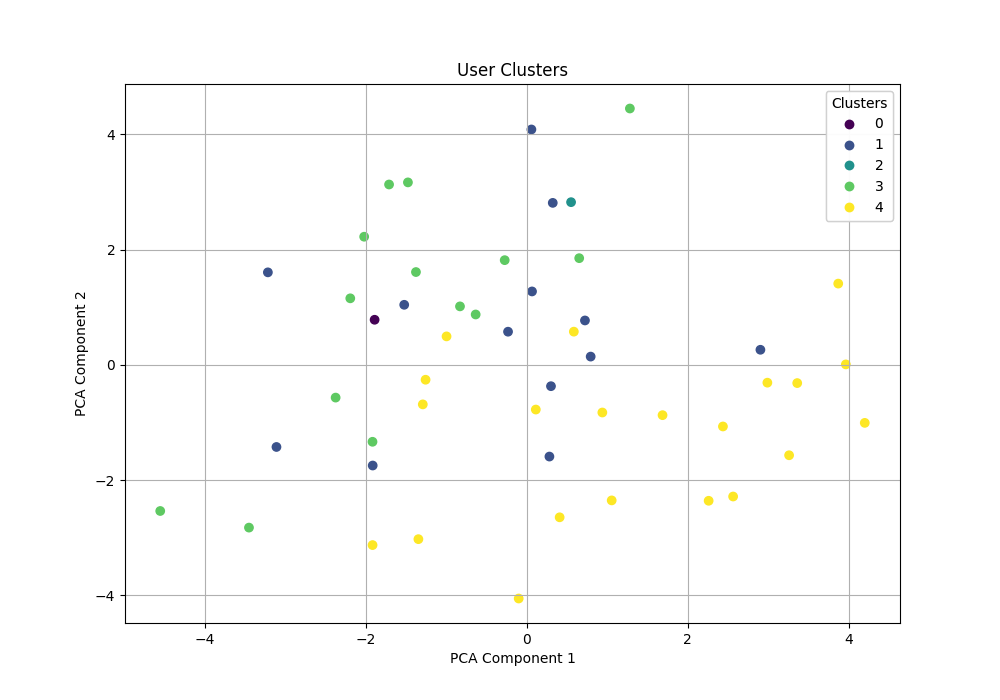 User Clusters
Clusters
0
1
2
3
4
4
2
0
−2
−4
PCA Component 2
−4 −2 0 2 4
PCA Component 1